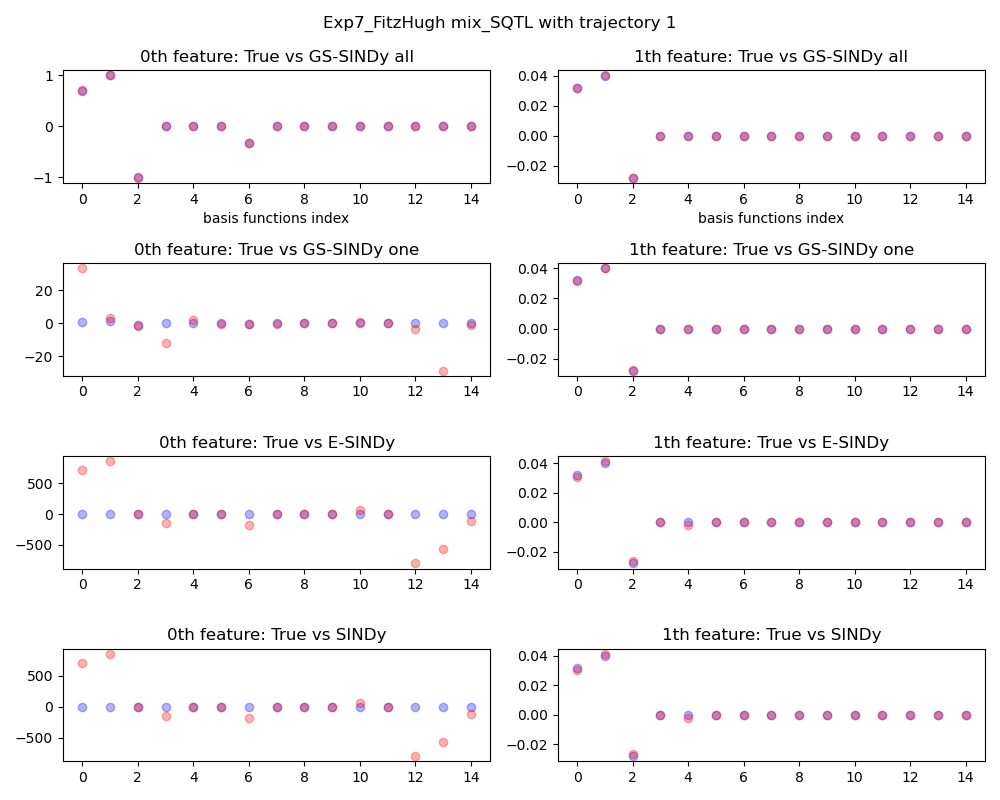 Exp7_FitzHugh mix_SQTL with trajectory 1
0th feature: True vs GS-SINDy all
1
0
−1
0 2 4 6 8 10 12 14
basis functions index
1th feature: True vs GS-SINDy all
0.04
0.02
0.00
−0.02
0 2 4 6 8 10 12 14
basis functions index
0th feature: True vs GS-SINDy one
20
0
−20
0 2 4 6 8 10 12 14
1th feature: True vs GS-SINDy one
0.04
0.02
0.00
−0.02
0 2 4 6 8 10 12 14
0th feature: True vs E-SINDy
500
0
−500
0 2 4 6 8 10 12 14
1th feature: True vs E-SINDy
0.04
0.02
0.00
−0.02
0 2 4 6 8 10 12 14
0th feature: True vs SINDy
500
0
−500
0 2 4 6 8 10 12 14
1th feature: True vs SINDy
0.04
0.02
0.00
−0.02
0 2 4 6 8 10 12 14